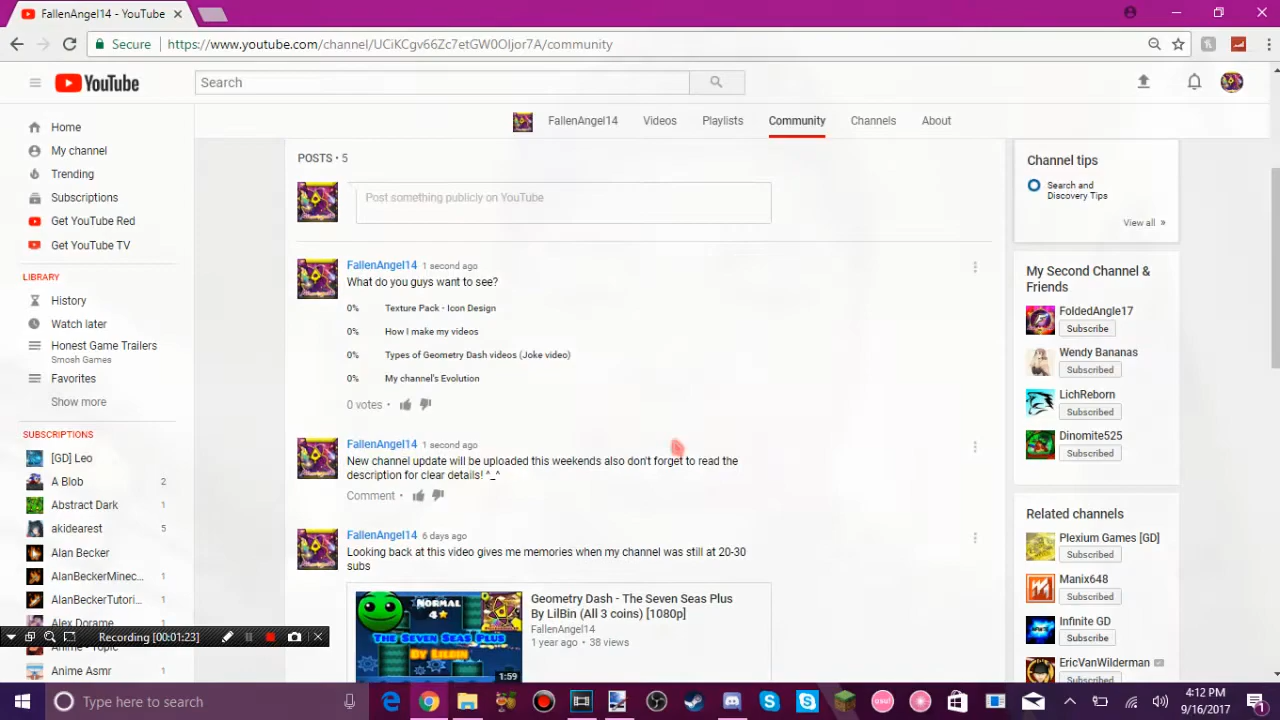 FallenAngel14 - YouTube
Secure
https://www.youtube.com/channel/UCiKCgv66Zc7etGW0OIjor7A/community
YouTube
Search
FallenAngel14
Videos
Playlists
Community
Channels
About
Home
My channel
Trending
Subscriptions
Get YouTube Red
Get YouTube TV
LIBRARY
History
Watch later
Honest Game Trailers
Smosh Games
Favorites
Show more
SUBSCRIPTIONS
[GD] Leo
A Blob 2
Abstract Dark 1
akidearest 5
Alan Becker
AlanBeckerMinec... 1
AlanBeckerTutori... 1
Alex Dorame 1
Anime - Topic
Anime Asmr 1
POSTS • 5
Post something publicly on YouTube
FallenAngel14 1 second ago
What do you guys want to see?
0% Texture Pack - Icon Design
0% How I make my videos
0% Types of Geometry Dash videos (Joke video)
0% My channel's Evolution
0 votes •
FallenAngel14 1 second ago
New channel update will be uploaded this weekends also don't forget to read the
description for clear details! ^_^
Comment •
FallenAngel14 6 days ago
Looking back at this video gives me memories when my channel was still at 20-30
subs
NORMAL
4
THE SEVEN SEAS PLUS
BY LILBIN
1:59
Geometry Dash - The Seven Seas Plus
By LilBin (All 3 coins) [1080p]
FallenAngel14
1 year ago • 38 views
Channel tips
Search and
Discovery Tips
View all »
My Second Channel &
Friends
FoldedAngle17
Subscribe
Wendy Bananas
Subscribed
LichReborn
Subscribed
Dinomite525
Subscribed
Related channels
Plexium Games [GD]
Subscribed
Manix648
Subscribed
Infinite GD
Subscribe
EricVanWilderman
Subscribed
Recording [00:01:23]
Type here to search
4:12 PM
9/16/2017
1